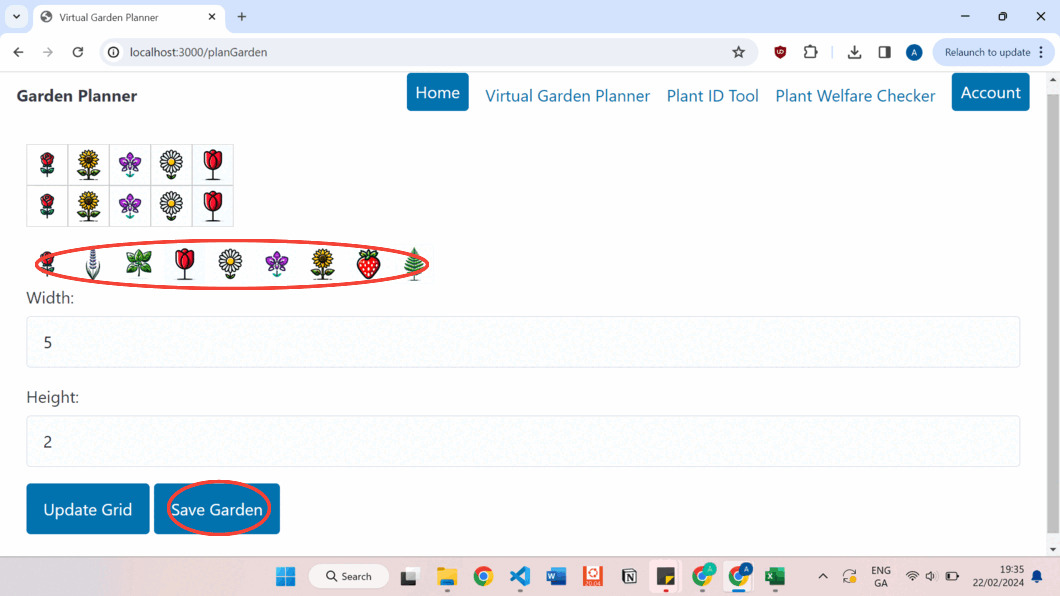 Virtual Garden Planner
localhost:3000/planGarden
Relaunch to update
A
Garden Planner
Home
Virtual Garden Planner
Plant ID Tool
Plant Welfare Checker
Account
Width:
5
Height:
2
Update Grid
Save Garden
Search
ENG
GA
19:35
22/02/2024